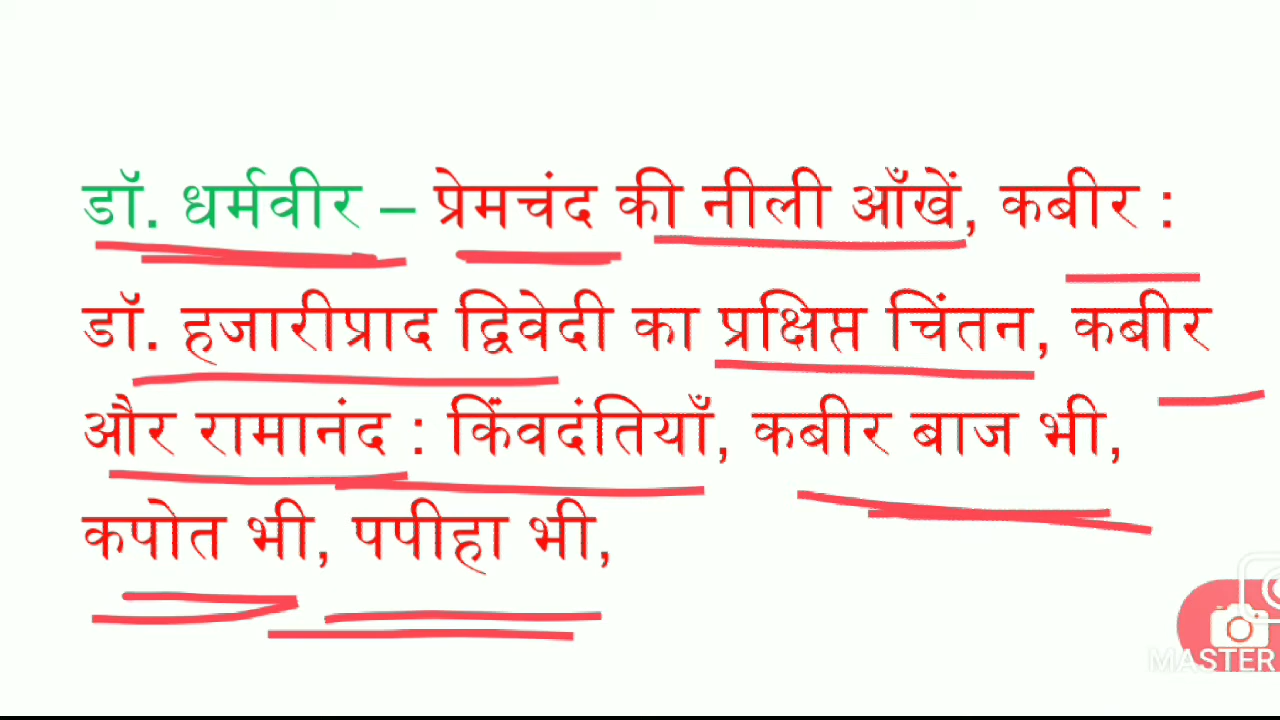 डॉ. धर्मवीर – प्रेमचंद की नीली आँखें, कबीर :
डॉ. हजारीप्राद द्विवेदी का प्रक्षिप्त चिंतन, कबीर
और रामानंद : किंवदंतियाँ, कबीर बाज भी,
कपोत भी, पपीहा भी,
MASTER